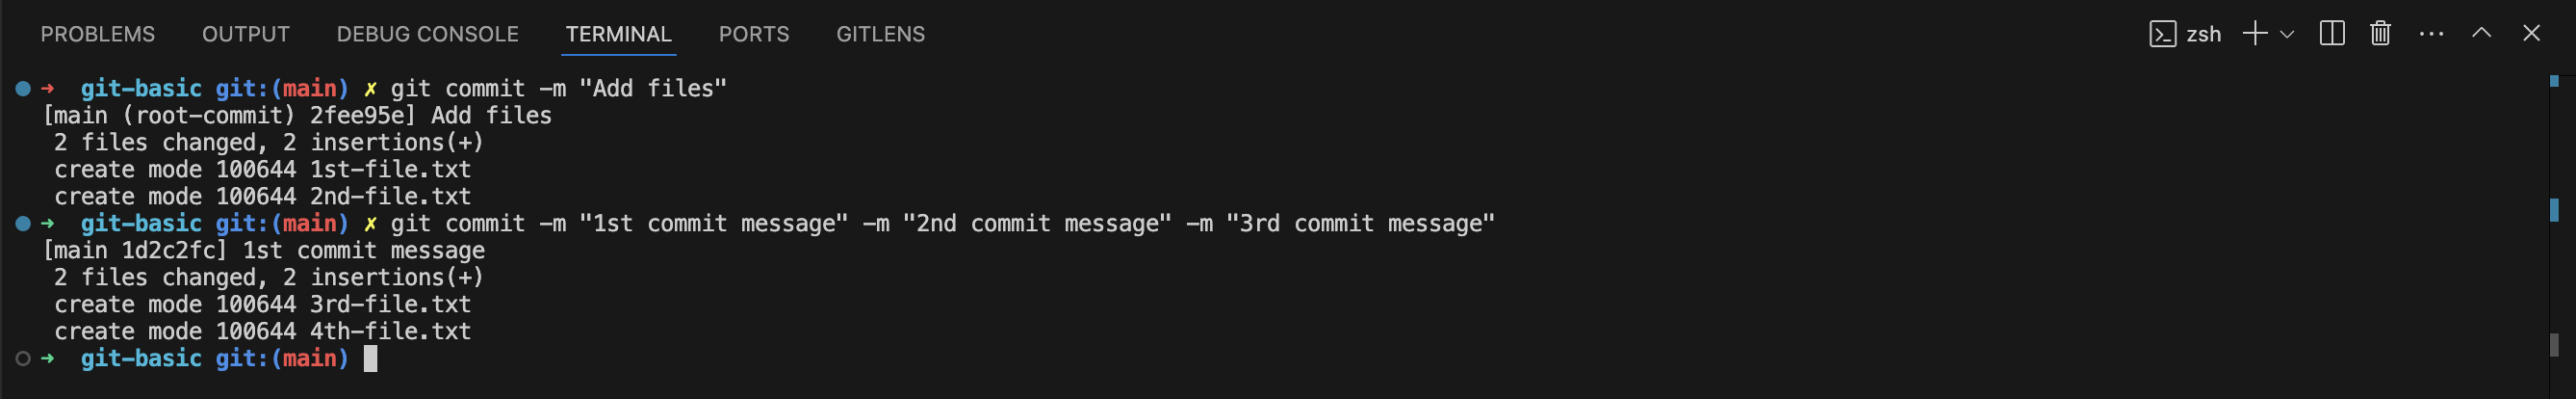 PROBLEMS OUTPUT DEBUG CONSOLE TERMINAL PORTS GITLENS zsh
➜ git-basic git:(main) ✗ git commit -m "Add files"
[main (root-commit) 2fee95e] Add files
2 files changed, 2 insertions(+)
create mode 100644 1st-file.txt
create mode 100644 2nd-file.txt
➜ git-basic git:(main) ✗ git commit -m "1st commit message" -m "2nd commit message" -m "3rd commit message"
[main 1d2c2fc] 1st commit message
2 files changed, 2 insertions(+)
create mode 100644 3rd-file.txt
create mode 100644 4th-file.txt
➜ git-basic git:(main)